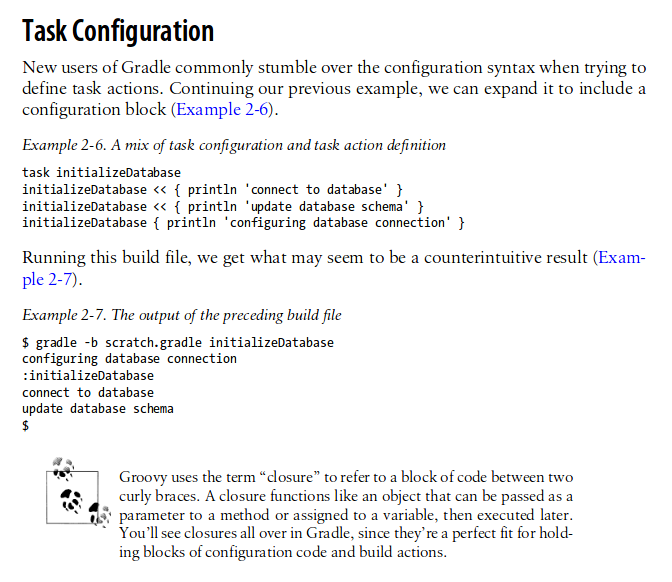 Task Configuration
New users of Gradle commonly stumble over the configuration syntax when trying to
define task actions. Continuing our previous example, we can expand it to include a
configuration block (Example 2-6).
Example 2-6. A mix of task configuration and task action definition
task initializeDatabase
initializeDatabase << { println 'connect to database' }
initializeDatabase << { println 'update database schema' }
initializeDatabase { println 'configuring database connection' }
Running this build file, we get what may seem to be a counterintuitive result (Exam-
ple 2-7).
Example 2-7. The output of the preceding build file
$ gradle -b scratch.gradle initializeDatabase
configuring database connection
:initializeDatabase
connect to database
update database schema
$
Groovy uses the term “closure” to refer to a block of code between two
curly braces. A closure functions like an object that can be passed as a
parameter to a method or assigned to a variable, then executed later.
You’ll see closures all over in Gradle, since they’re a perfect fit for hold-
ing blocks of configuration code and build actions.